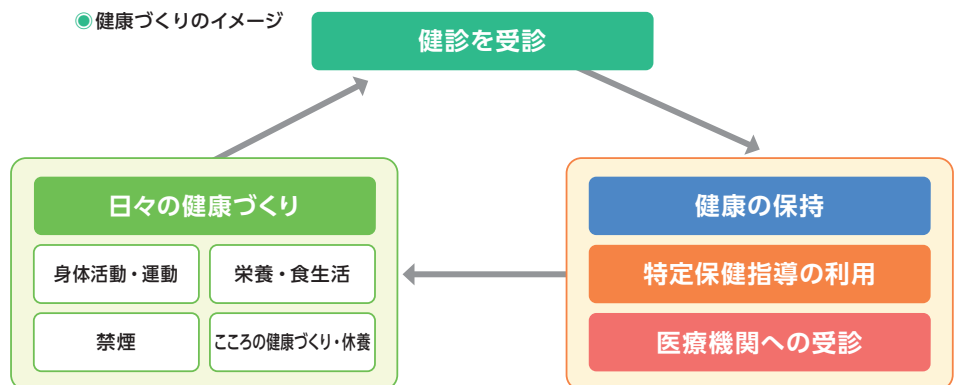 ◉健康づくりのイメージ
健診を受診
日々の健康づくり
身体活動・運動
栄養・食生活
禁煙
こころの健康づくり・休養
健康の保持
特定保健指導の利用
医療機関への受診